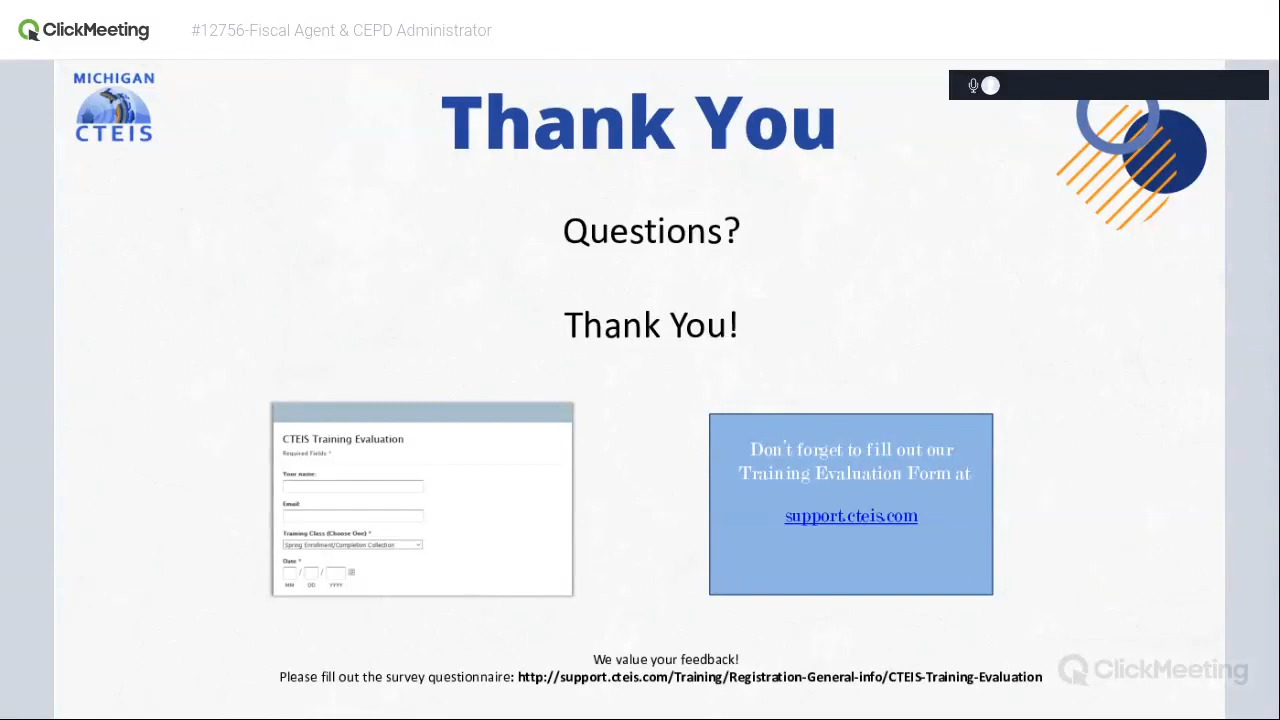 ClickMeeting
#12756-Fiscal Agent & CEPD Administrator
MICHIGAN
CTEIS
Thank You
Questions?
Thank You!
CTEIS Training Evaluation
Required Fields *
Your name:
Email:
Training Class (Choose One) *
Spring Enrollment/Completion Collection
Date *
/ /
MM DD YYYY
Don't forget to fill out our
Training Evaluation Form at
support.cteis.com
We value your feedback!
Please fill out the survey questionnaire: http://support.cteis.com/Training/Registration-General-info/CTEIS-Training-Evaluation
ClickMeeting